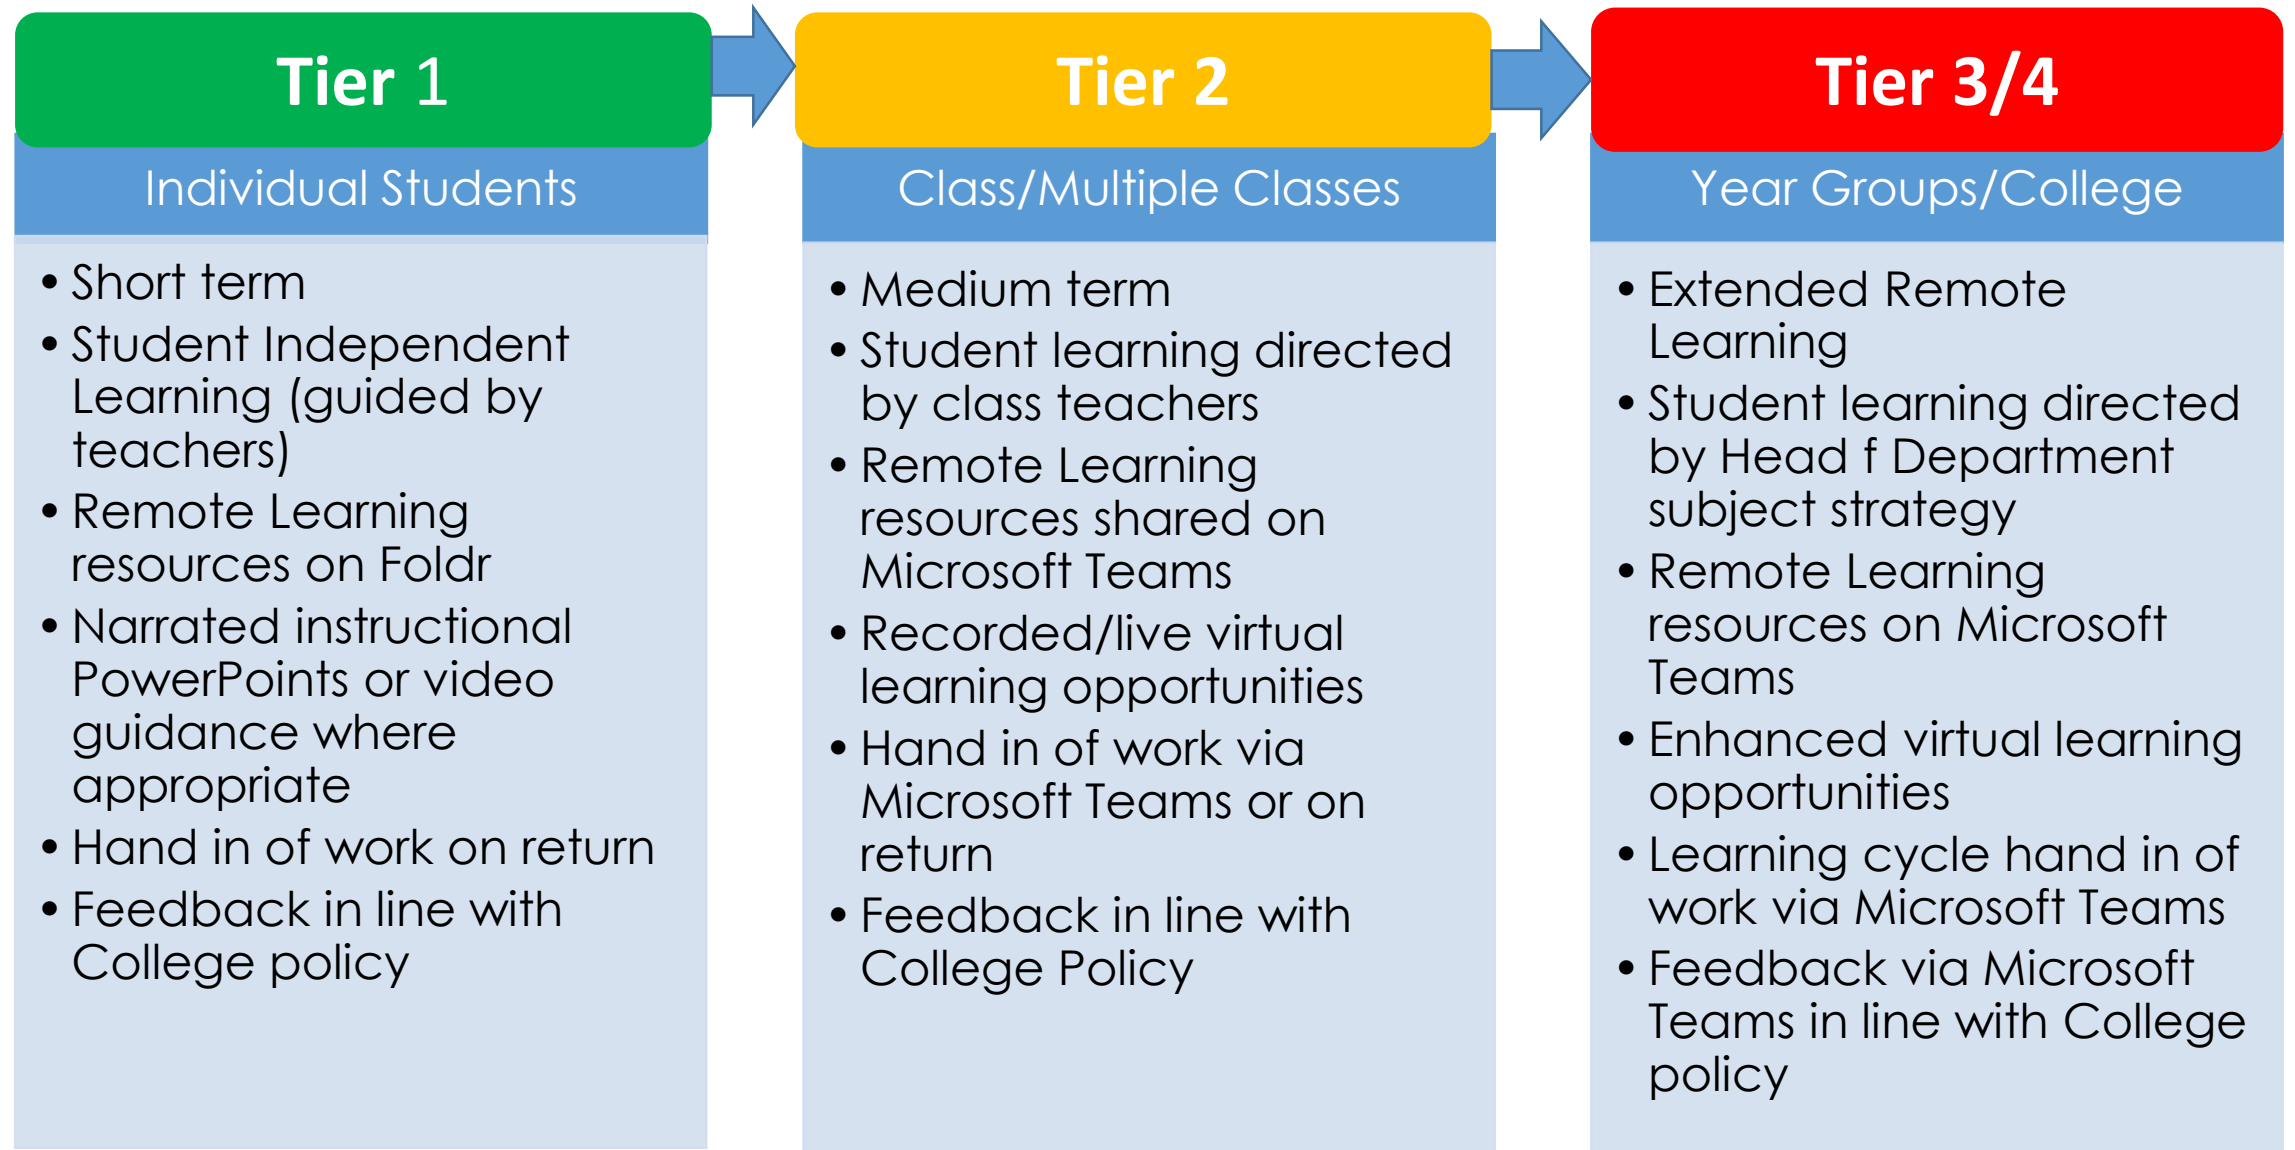 Tier 1
Individual Students
• Short term
• Student Independent
Learning (guided by
teachers)
• Remote Learning
resources on Foldr
• Narrated instructional
PowerPoints or video
guidance where
appropriate
• Hand in of work on return
• Feedback in line with
College policy
Tier 2
Class/Multiple Classes
• Medium term
• Student learning directed
by class teachers
• Remote Learning
resources shared on
Microsoft Teams
• Recorded/live virtual
learning opportunities
• Hand in of work via
Microsoft Teams or on
return
• Feedback in line with
College Policy
Tier 3/4
Year Groups/College
• Extended Remote
Learning
• Student learning directed
by Head f Department
subject strategy
• Remote Learning
resources on Microsoft
Teams
• Enhanced virtual learning
opportunities
• Learning cycle hand in of
work via Microsoft Teams
• Feedback via Microsoft
Teams in line with College
policy